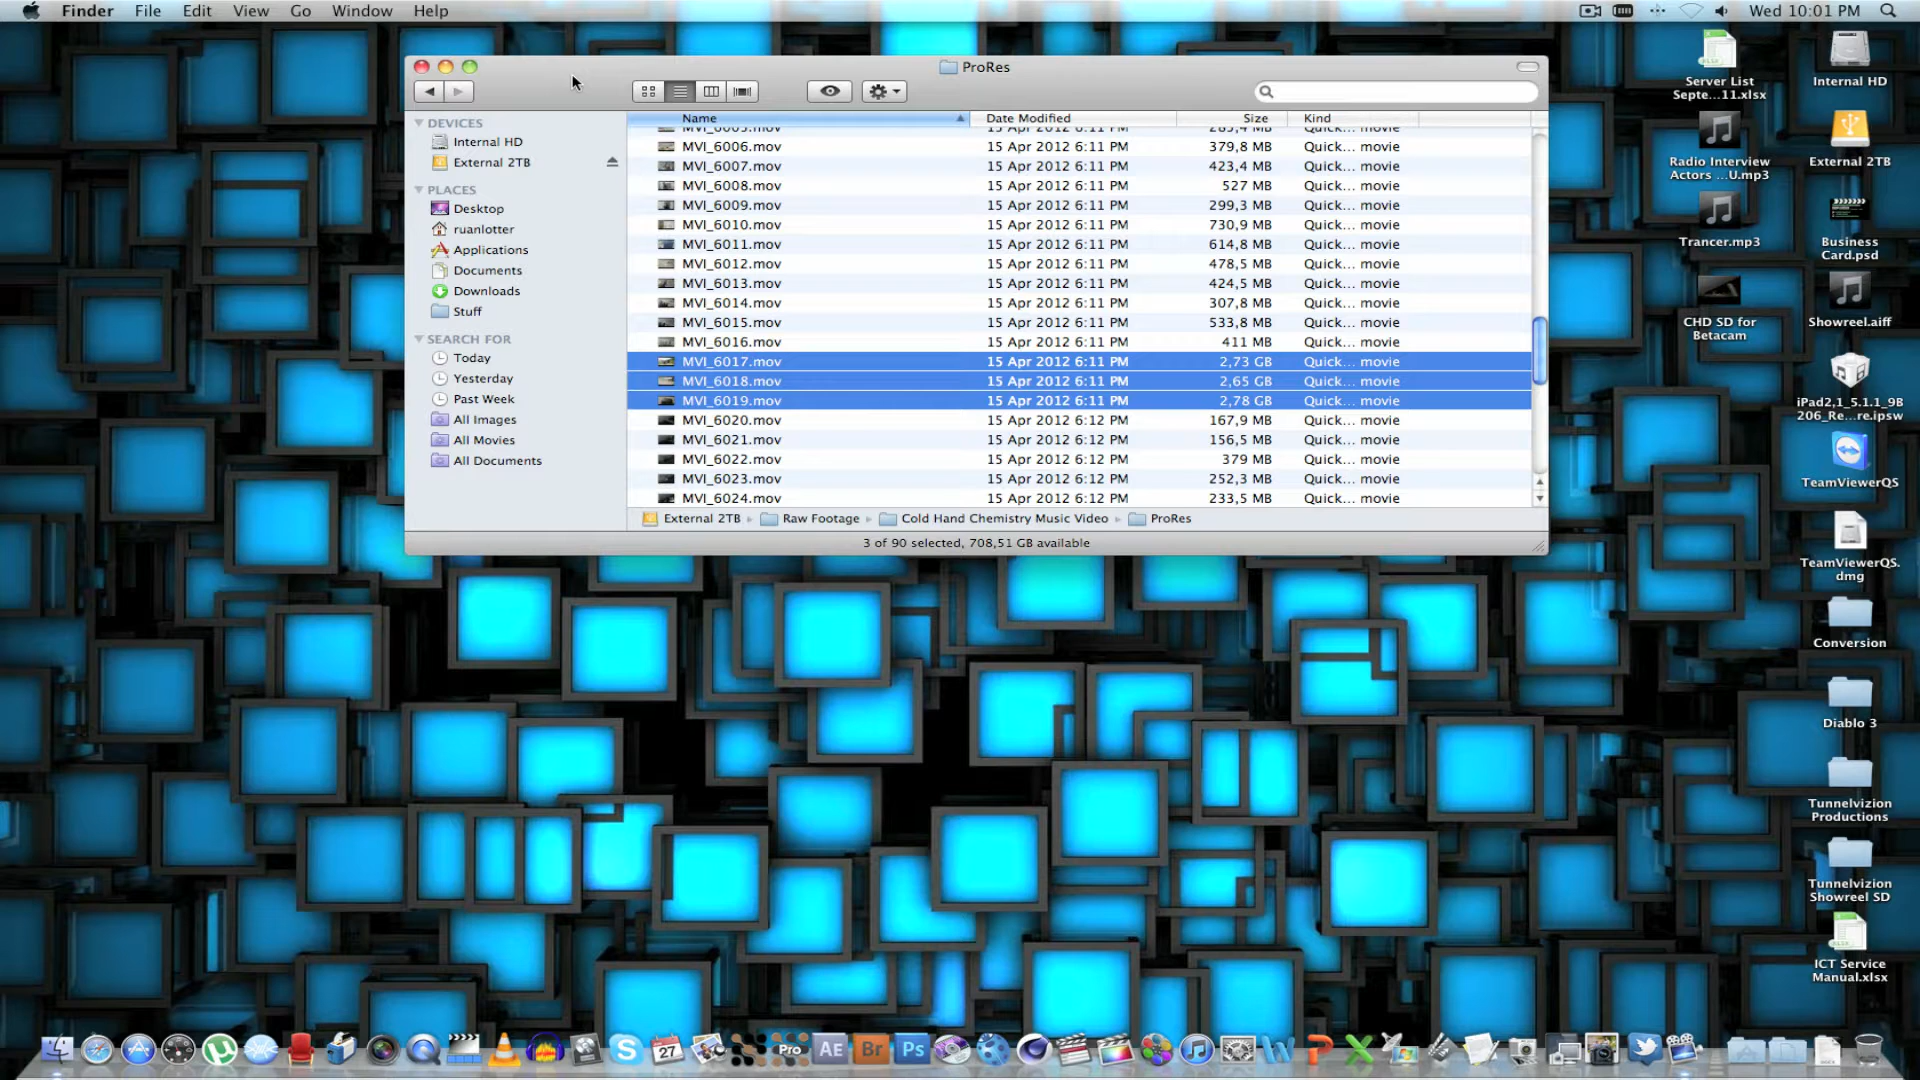 Finder File Edit View Go Window Help
Wed 10:01 PM
ProRes
DEVICES
Internal HD
External 2TB
PLACES
Desktop
ruanlotter
Applications
Documents
Downloads
Stuff
SEARCH FOR
Today
Yesterday
Past Week
All Images
All Movies
All Documents
Name Date Modified Size Kind
MVI_6005.mov 15 Apr 2012 6:11 PM 285,4 MB Quick... movie
MVI_6006.mov 15 Apr 2012 6:11 PM 379,8 MB Quick... movie
MVI_6007.mov 15 Apr 2012 6:11 PM 423,4 MB Quick... movie
MVI_6008.mov 15 Apr 2012 6:11 PM 527 MB Quick... movie
MVI_6009.mov 15 Apr 2012 6:11 PM 299,3 MB Quick... movie
MVI_6010.mov 15 Apr 2012 6:11 PM 730,9 MB Quick... movie
MVI_6011.mov 15 Apr 2012 6:11 PM 614,8 MB Quick... movie
MVI_6012.mov 15 Apr 2012 6:11 PM 478,5 MB Quick... movie
MVI_6013.mov 15 Apr 2012 6:11 PM 424,5 MB Quick... movie
MVI_6014.mov 15 Apr 2012 6:11 PM 307,8 MB Quick... movie
MVI_6015.mov 15 Apr 2012 6:11 PM 533,8 MB Quick... movie
MVI_6016.mov 15 Apr 2012 6:11 PM 411 MB Quick... movie
MVI_6017.mov 15 Apr 2012 6:11 PM 2,73 GB Quick... movie
MVI_6018.mov 15 Apr 2012 6:11 PM 2,65 GB Quick... movie
MVI_6019.mov 15 Apr 2012 6:11 PM 2,78 GB Quick... movie
MVI_6020.mov 15 Apr 2012 6:12 PM 167,9 MB Quick... movie
MVI_6021.mov 15 Apr 2012 6:12 PM 156,5 MB Quick... movie
MVI_6022.mov 15 Apr 2012 6:12 PM 379 MB Quick... movie
MVI_6023.mov 15 Apr 2012 6:12 PM 252,3 MB Quick... movie
MVI_6024.mov 15 Apr 2012 6:12 PM 233,5 MB Quick... movie
External 2TB Raw Footage Cold Hand Chemistry Music Video ProRes
3 of 90 selected, 708,51 GB available
Server List
Septe...11.xlsx
Internal HD
Radio Interview
Actors ...U.mp3
External 2TB
Trancer.mp3
Business
Card.psd
CHD SD for
Betacam
Showreel.aiff
iPad2,1_5.1.1_9B
206_Re...re.ipsw
TeamViewerQS
TeamViewerQS.
dmg
Conversion
Diablo 3
Tunnelvizion
Productions
Tunnelvizion
Showreel SD
ICT Service
Manual.xlsx
27
Pro
AE
Br
Ps